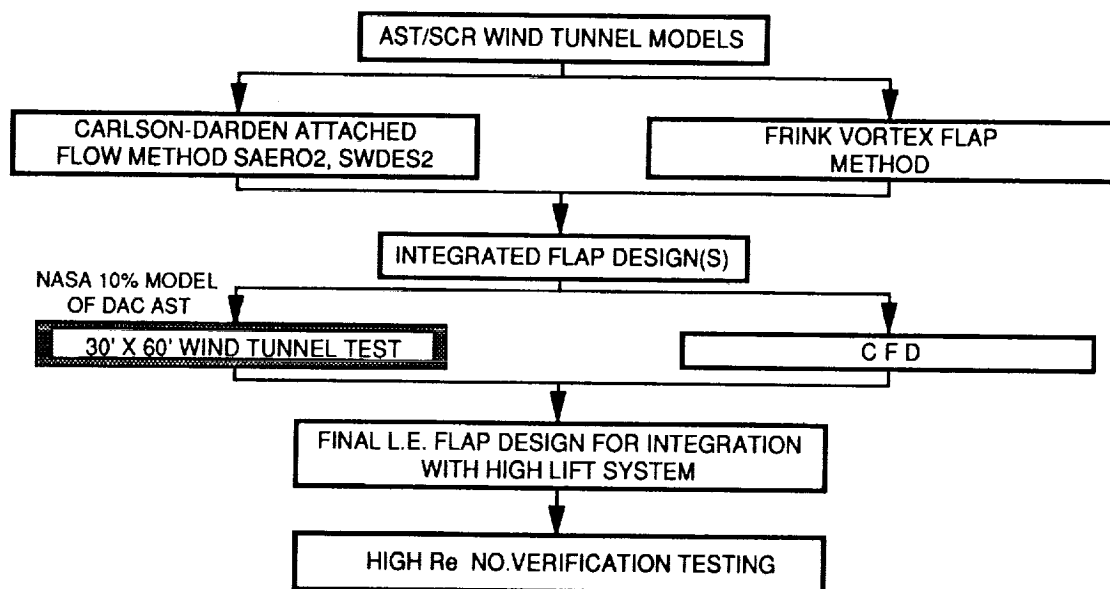 AST/SCR WIND TUNNEL MODELS
CARLSON-DARDEN ATTACHED
FLOW METHOD SAERO2, SWDES2
FRINK VORTEX FLAP
METHOD
INTEGRATED FLAP DESIGN(S)
NASA 10% MODEL
OF DAC AST
30' X 60' WIND TUNNEL TEST
C F D
FINAL L.E. FLAP DESIGN FOR INTEGRATION
WITH HIGH LIFT SYSTEM
HIGH Re NO.VERIFICATION TESTING